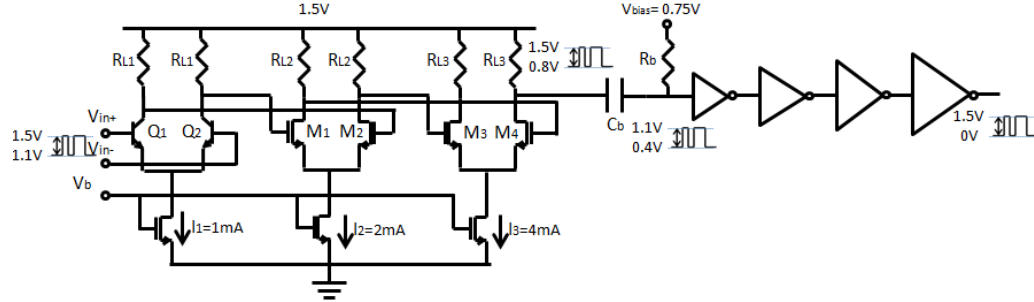 1.5V
Vbias= 0.75V
RL1
RL1
RL2
RL2
RL3
RL3
1.5V
0.8V
Rb
Vin+
Q1
Q2
M1
M2
M3
M4
Cb
1.1V
0.4V
1.5V
0V
1.5V
1.1V
Vin-
Vb
I1=1mA
I2=2mA
I3=4mA